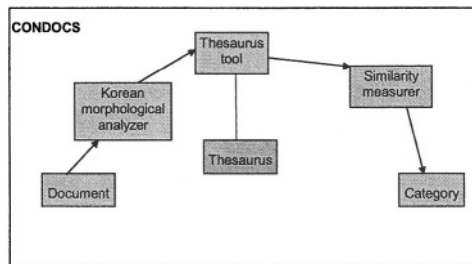 CONDOCS
Thesaurus
tool
Similarity
measurer
Korean
morphological
analyzer
Thesaurus
Document
Category